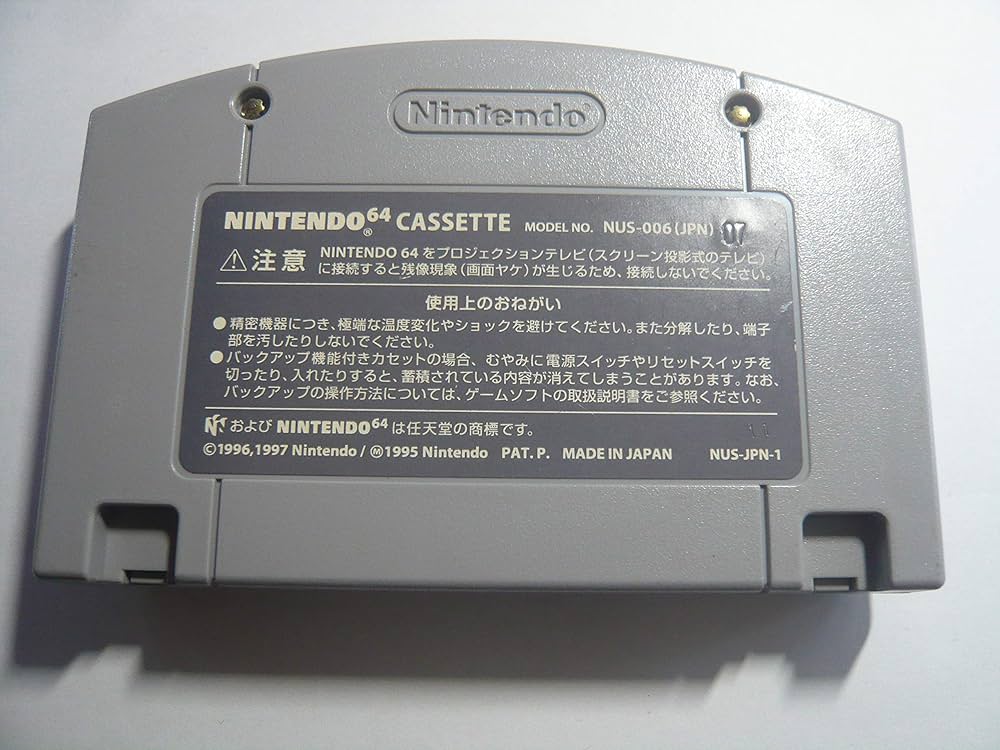 Nintendo®
NINTENDO64® CASSETTE MODEL NO. NUS-006(JPN) 07
⚠注意 NINTENDO 64をプロジェクションテレビ(スクリーン投影式のテレビ)
に接続すると残像現象(画面ヤケ)が生じるため、接続しないでください。
使用上のおねがい
●精密機器につき、極端な温度変化やショックを避けてください。また分解したり、端子
部を汚したりしないでください。
●バックアップ機能付きカセットの場合、むやみに電源スイッチやリセットスイッチを
切ったり、入れたりすると、蓄積されている内容が消えてしまうことがあります。なお、
バックアップの操作方法については、ゲームソフトの取扱説明書をご参照ください。
および NINTENDO64 は任天堂の商標です。
11
©1996,1997 Nintendo / Ⓜ1995 Nintendo PAT. P. MADE IN JAPAN NUS-JPN-1